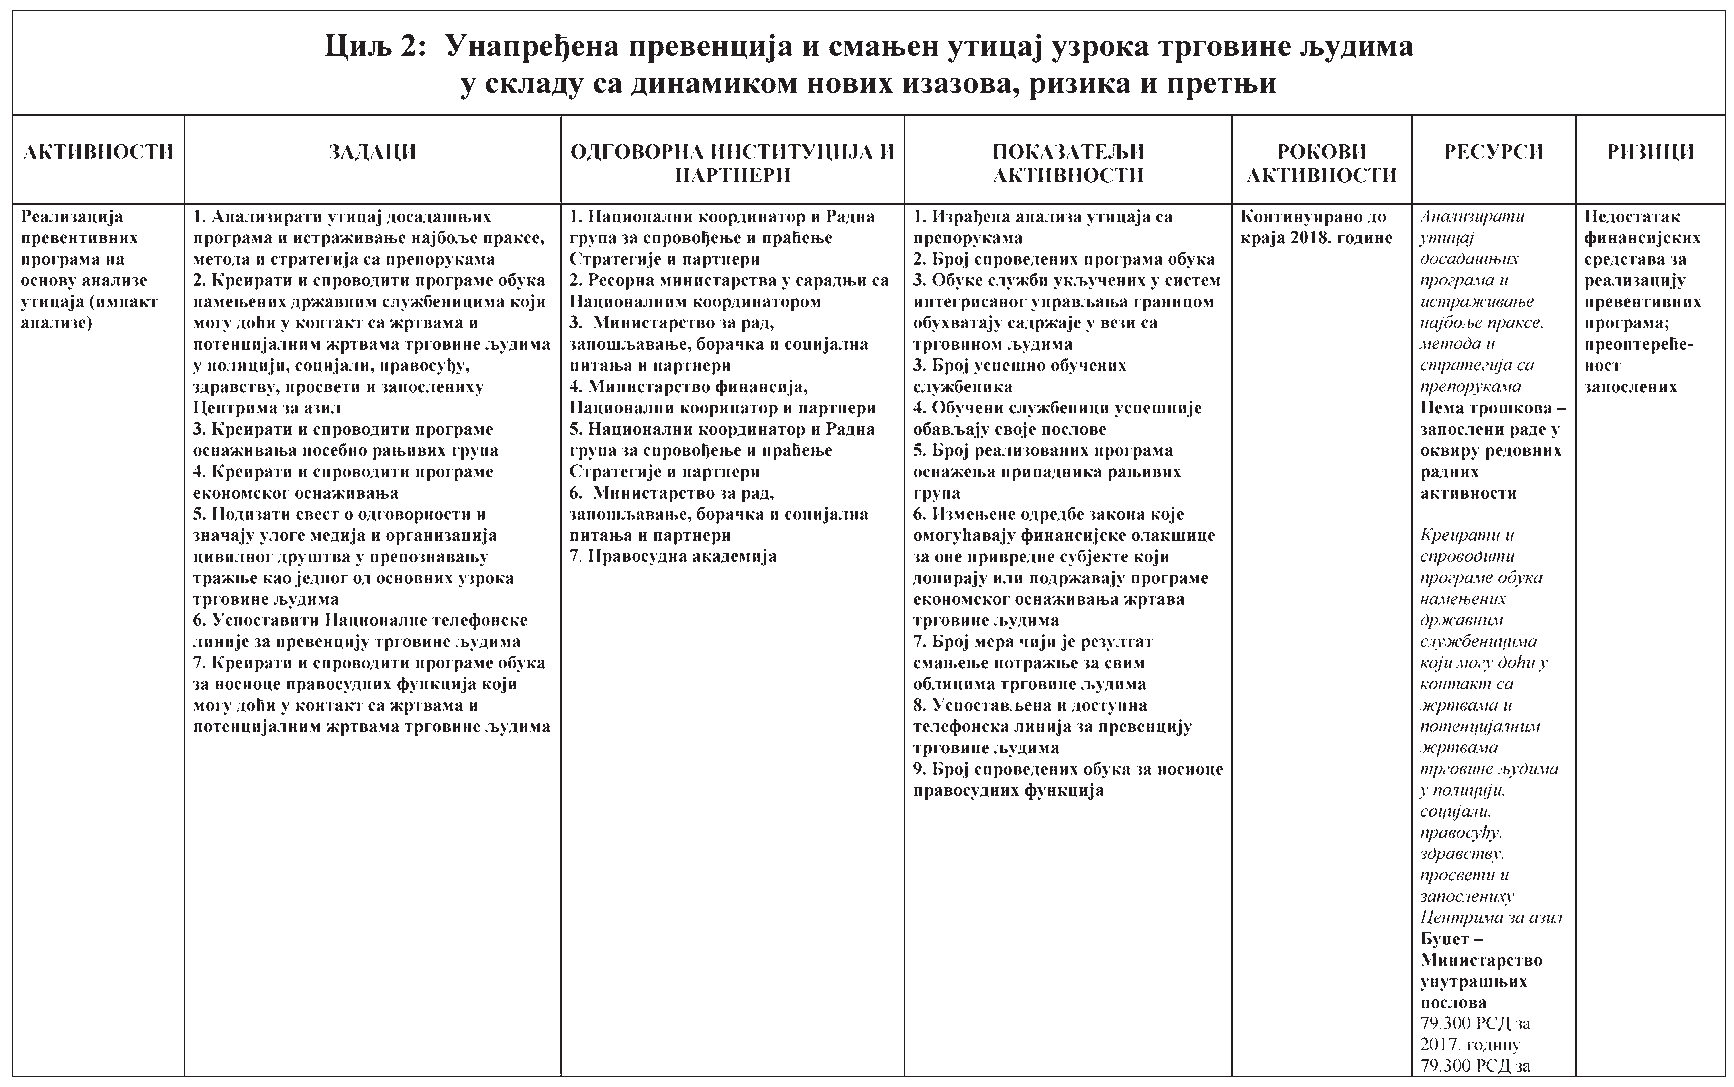 Циљ 2: Унапређена превенција и смањен утицај узрока трговине људима
у складу са динамиком нових изазова, ризика и претњи
АКТИВНОСТИ
ЗАДАЦИ
ОДГОВОРНА ИНСТИТУЦИЈА И
ПАРТНЕРИ
ПОКАЗАТЕЉИ
АКТИВНОСТИ
РОКОВИ
АКТИВНОСТИ
РЕСУРСИ
РИЗИЦИ
Реализација
превентивних
програма на
основу анализе
утицаја (импакт
анализе)
1. Анализирати утицај досадашњих
програма и истраживање најбоље праксе,
метода и стратегија са препорукама
2. Креирати и спроводити програме обука
намењених државним службеницима који
могу доћи у контакт са жртвама и
потенцијалним жртвама трговине људима
у полицији, социјали, правосуђу,
здравству, просвети и запослениху
Центрима за азил
3. Креирати и спроводити програме
оснаживања посебно рањивих група
4. Креирати и спроводити програме
економског оснаживања
5. Подизати свест о одговорности и
значају улоге медија и организација
цивилног друштва у препознавању
тражње као једног од основних узрока
трговине људима
6. Успоставити Националне телефонске
линије за превенцију трговине људима
7. Креирати и спроводити програме обука
за носиоце правосудних функција који
могу доћи у контакт са жртвама и
потенцијалним жртвама трговине људима
1. Национални координатор и Радна
група за спровођење и праћење
Стратегије и партнери
2. Ресорна министарства у сарадњи са
Националним координатором
3. Министарство за рад,
запошљавање, борачка и социјална
питања и партнери
4. Министарство финансија,
Национални кооринатор и партнери
5. Национални координатор и Радна
група за спровођење и праћење
Стратегије и партнери
6. Министарство за рад,
запошљавање, борачка и социјална
питања и партнери
7. Правосудна академија
1. Израђена анализа утицаја са
препорукама
2. Број спроведених програма обука
3. Обуке служби укључених у систем
интегрисаног управљања границом
обухватају садржаје у вези са
трговином људима
3. Број успешно обучених
службеника
4. Обучени службеници успешније
обављају своје послове
5. Број реализованих програма
оснажења припадника рањивих
група
6. Измењене одредбе закона које
омогућавају финансијске олакшице
за оне привредне субјекте који
донирају или подржавају програме
економског оснаживања жртава
трговине људима
7. Број мера чији је резултат
смањење потражње за свим
облицима трговине људима
8. Успостављена и доступна
телефонска линија за превенцију
трговине људима
9. Број спроведених обука за носиоце
правосудних функција
Континуирано до
краја 2018. године
Анализирати
утицај
досадашњих
програма и
истраживање
најбоље праксе,
метода и
стратегија са
препорукама
Нема трошкова –
запослени раде у
оквиру редовних
радних
активности
Креирати и
спроводити
програме обука
намењених
државним
службеницима
који могу доћи у
контакт са
жртвама и
потенцијалним
жртвама
трговине људима
у полицији,
социјали,
правосуђу,
здравству,
просвети и
запослениху
Центрима за азил
Буџет –
Министарство
унутрашњих
послова
79.300 РСД за
2017. годину
79.300 РСД за
Недостатак
финансијских
средстава за
реализацију
превентивних
програма;
преоптереће-
ност
запослених